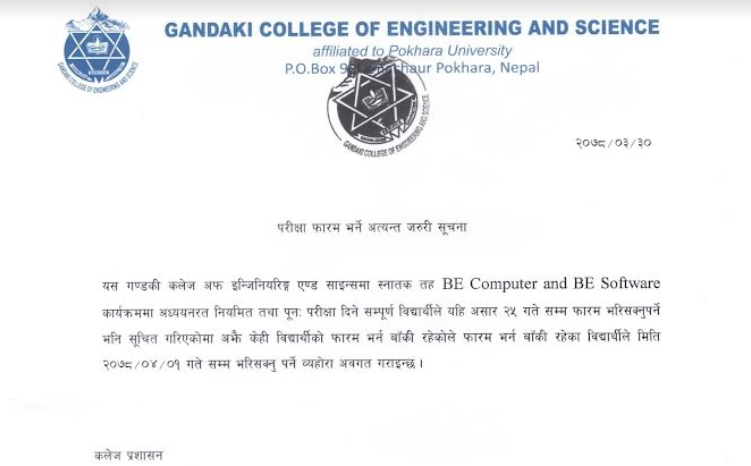 GANDAKI COLLEGE OF ENGINEERING AND SCIENCE
affiliated to Pokhara University
P.O.Box Pokhara, Nepal
GANDAKI COLLEGE OF ENGINEERING AND SCIENCE
GANDAKI COLLEGE OF ENGINEERING AND SCIENCE
२०७८/०३/३०
परीक्षा फारम भर्ने अत्यन्त जरुरी सूचना
यस गण्डकी कलेज अफ इन्जिनियरिङ्ग एण्ड साइन्समा स्नातक तह BE Computer and BE Software
कार्यक्रममा अध्ययनरत नियमित तथा पून: परीक्षा दिने सम्पूर्ण विद्यार्थीले यहि असार २५ गते सम्म फारम भरिसक्नुपर्ने
भनि सूचित गरिएकोमा अझै केही विद्यार्थीको फारम भर्न बाँकी रहेकोले फारम भर्न बाँकी रहेका विद्यार्थीले मिति
२०७८/०४/०१ गते सम्म भरिसक्नु पर्ने व्यहोरा अवगत गराइन्छ ।
कलेज प्रशासन